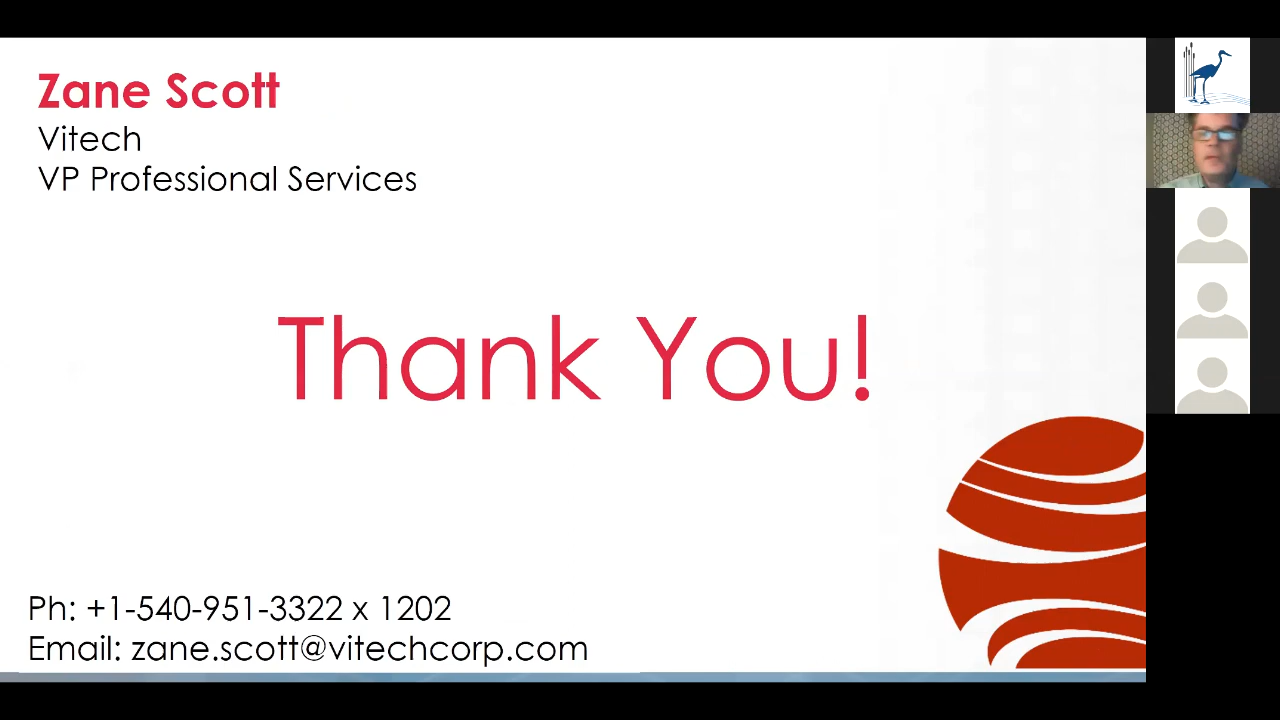 Zane Scott
Vitech
VP Professional Services
Thank You!
Ph: +1-540-951-3322 x 1202
Email: zane.scott@vitechcorp.com